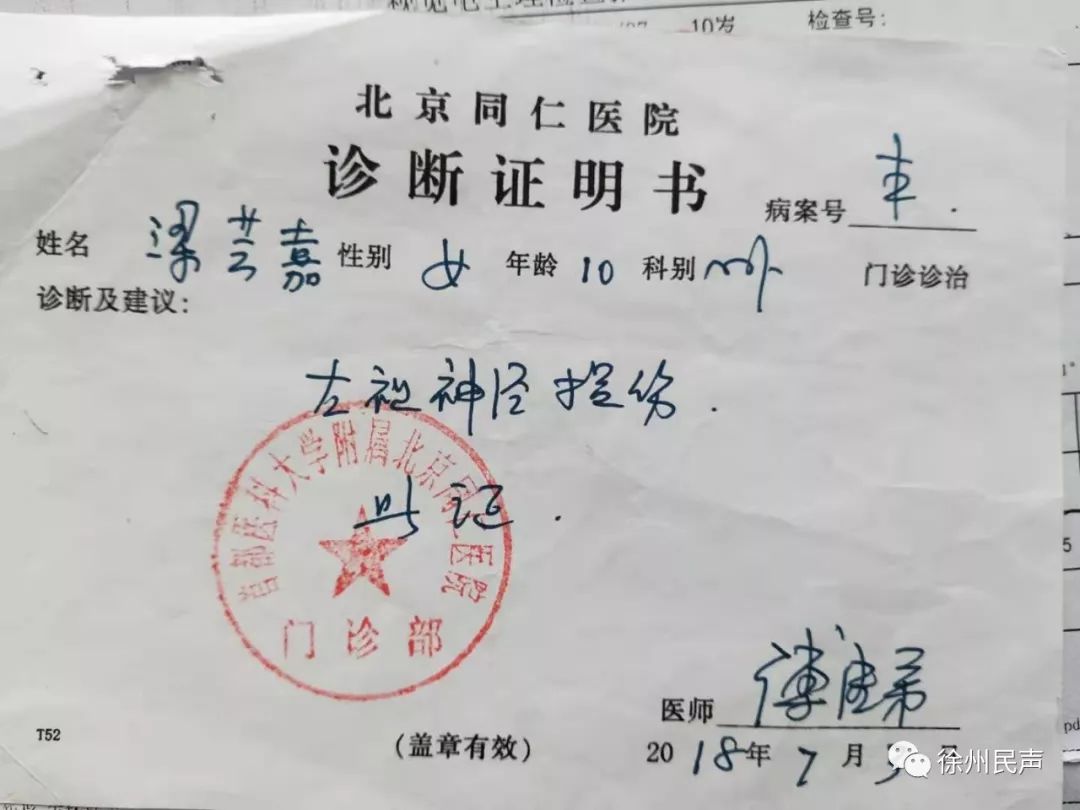 10岁
检查号:
北京同仁医院
诊断证明书
病案号
姓名 梁芸嘉 性别 女 年龄 10 科别 门诊诊治
诊断及建议:
左视神经损伤.
此证.
首都医科大学附属北京同仁医院
门诊部
医师
T52
(盖章有效)
2018年7月 日
徐州民声